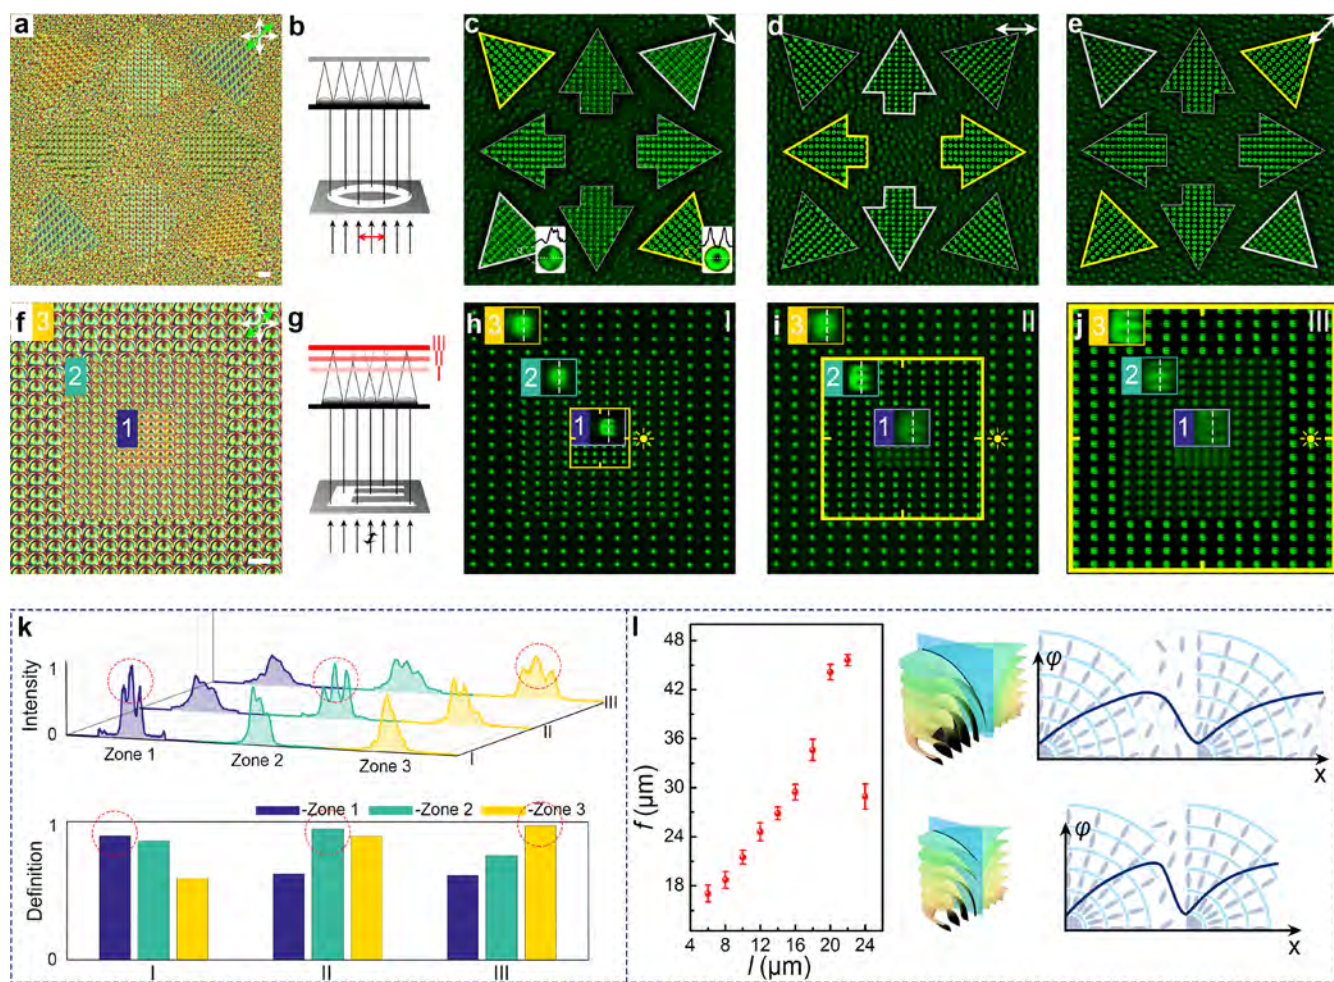 a
b
c
d
e
f
3
2
1
g
III
II
I
h
I
3
2
1
i
II
3
2
1
j
III
3
2
1
k
Intensity
1
0
Zone 1
Zone 2
Zone 3
I
II
III
-Zone 1
-Zone 2
-Zone 3
Definition
1
0
I
II
III
l
f (μm)
48
42
36
30
24
18
4
8
12
16
20
24
l (μm)
φ
x
φ
x